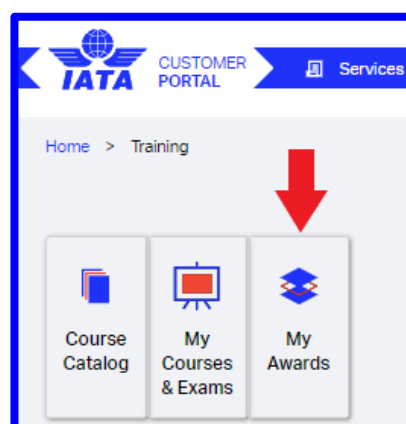 IATA
CUSTOMER
PORTAL
Services
Home > Training
Course
Catalog
My
Courses
& Exams
My
Awards